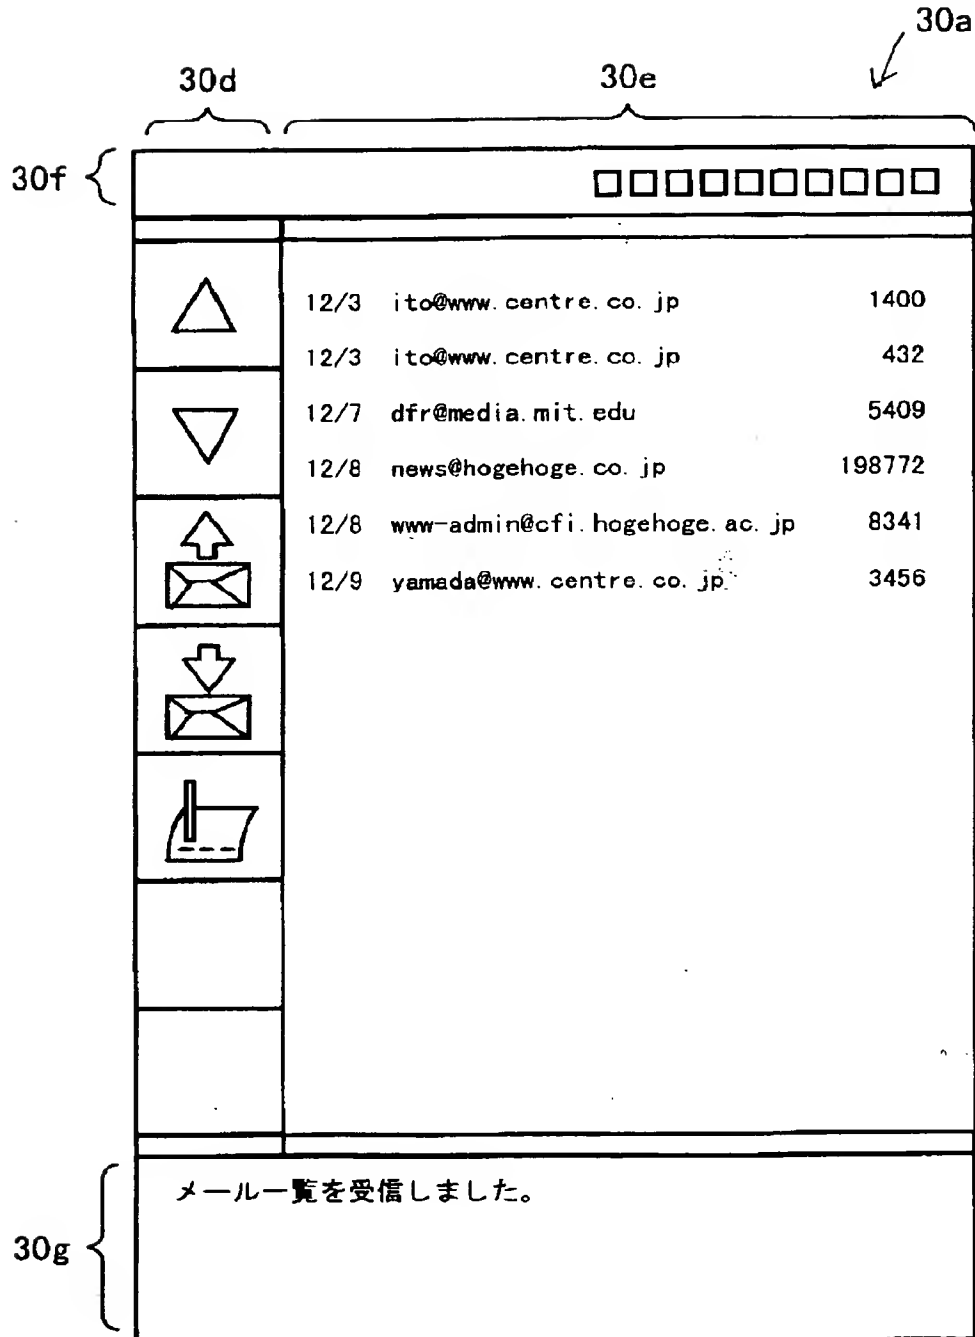 30a
30d 30e
30f □□□□□□□□□□
12/3 ito@www.centre.co.jp 1400
12/3 ito@www.centre.co.jp 432
12/7 dfr@media.mit.edu 5409
12/8 news@hogehoge.co.jp 198772
12/8 www-admin@cfi.hogehoge.ac.jp 8341
12/9 yamada@www.centre.co.jp 3456
メール一覧を受信しました。
30g